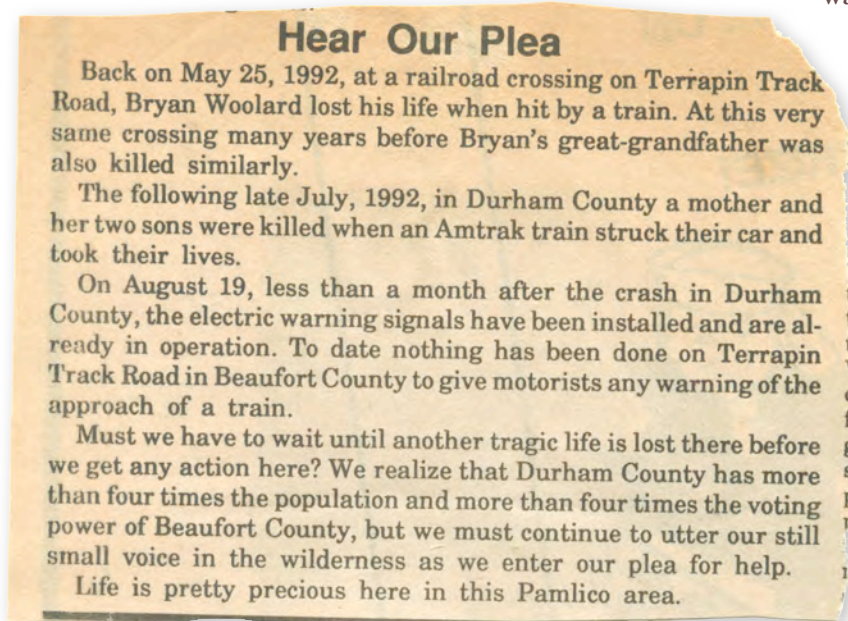 Hear Our Plea
Back on May 25, 1992, at a railroad crossing on Terrapin Track
Road, Bryan Woolard lost his life when hit by a train. At this very
same crossing many years before Bryan's great-grandfather was
also killed similarly.
The following late July, 1992, in Durham County a mother and
her two sons were killed when an Amtrak train struck their car and
took their lives.
On August 19, less than a month after the crash in Durham
County, the electric warning signals have been installed and are al-
ready in operation. To date nothing has been done on Terrapin
Track Road in Beaufort County to give motorists any warning of the
approach of a train.
Must we have to wait until another tragic life is lost there before
we get any action here? We realize that Durham County has more
than four times the population and more than four times the voting
power of Beaufort County, but we must continue to utter our still
small voice in the wilderness as we enter our plea for help.
Life is pretty precious here in this Pamlico area.